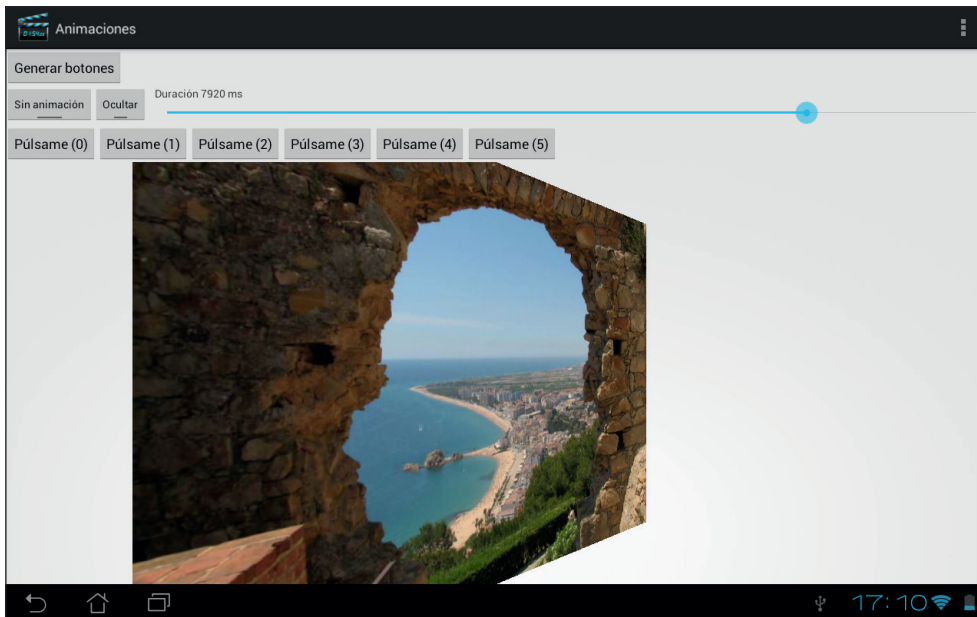 Animaciones
Generar botones
Sin animación Ocultar Duración 7920 ms
Púlsame (0) Púlsame (1) Púlsame (2) Púlsame (3) Púlsame (4) Púlsame (5)
17:10